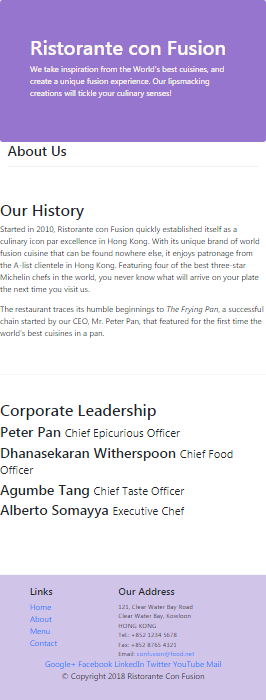 Ristorante con Fusion
We take inspiration from the World's best cuisines, and
create a unique fusion experience. Our lipsmacking
creations will tickle your culinary senses!
About Us
Our History
Started in 2010, Ristorante con Fusion quickly established itself as a
culinary icon par excellence in Hong Kong. With its unique brand of world
fusion cuisine that can be found nowhere else, it enjoys patronage from
the A-list clientele in Hong Kong. Featuring four of the best three-star
Michelin chefs in the world, you never know what will arrive on your plate
the next time you visit us.
The restaurant traces its humble beginnings to The Frying Pan, a successful
chain started by our CEO, Mr. Peter Pan, that featured for the first time the
world's best cuisines in a pan.
Corporate Leadership
Peter Pan Chief Epicurious Officer
Dhanasekaran Witherspoon Chief Food
Officer
Agumbe Tang Chief Taste Officer
Alberto Somayya Executive Chef
Links
Home
About
Menu
Contact
Our Address
121, Clear Water Bay Road
Clear Water Bay, Kowloon
HONG KONG
Tel.: +852 1234 5678
Fax: +852 8765 4321
Email: confusion@food.net
Google+ Facebook LinkedIn Twitter YouTube Mail
© Copyright 2018 Ristorante Con Fusion